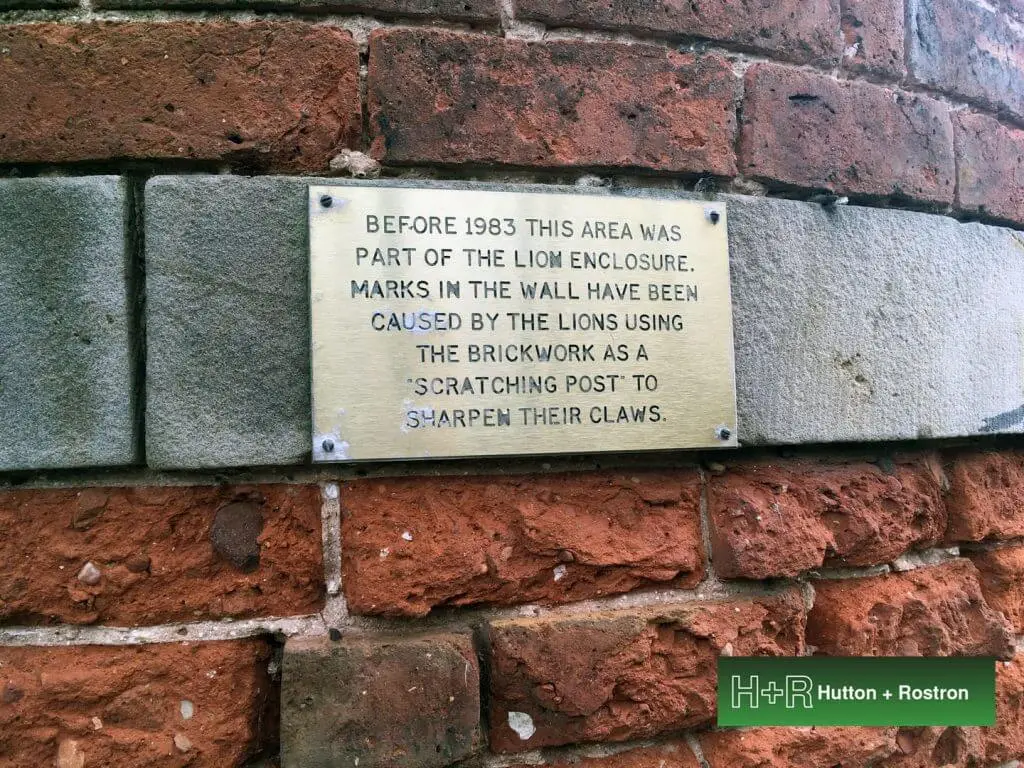 BEFORE 1983 THIS AREA WAS
PART OF THE LION ENCLOSURE.
MARKS IN THE WALL HAVE BEEN
CAUSED BY THE LIONS USING
THE BRICKWORK AS A
"SCRATCHING POST" TO
SHARPEN THEIR CLAWS.
H+R Hutton + Rostron